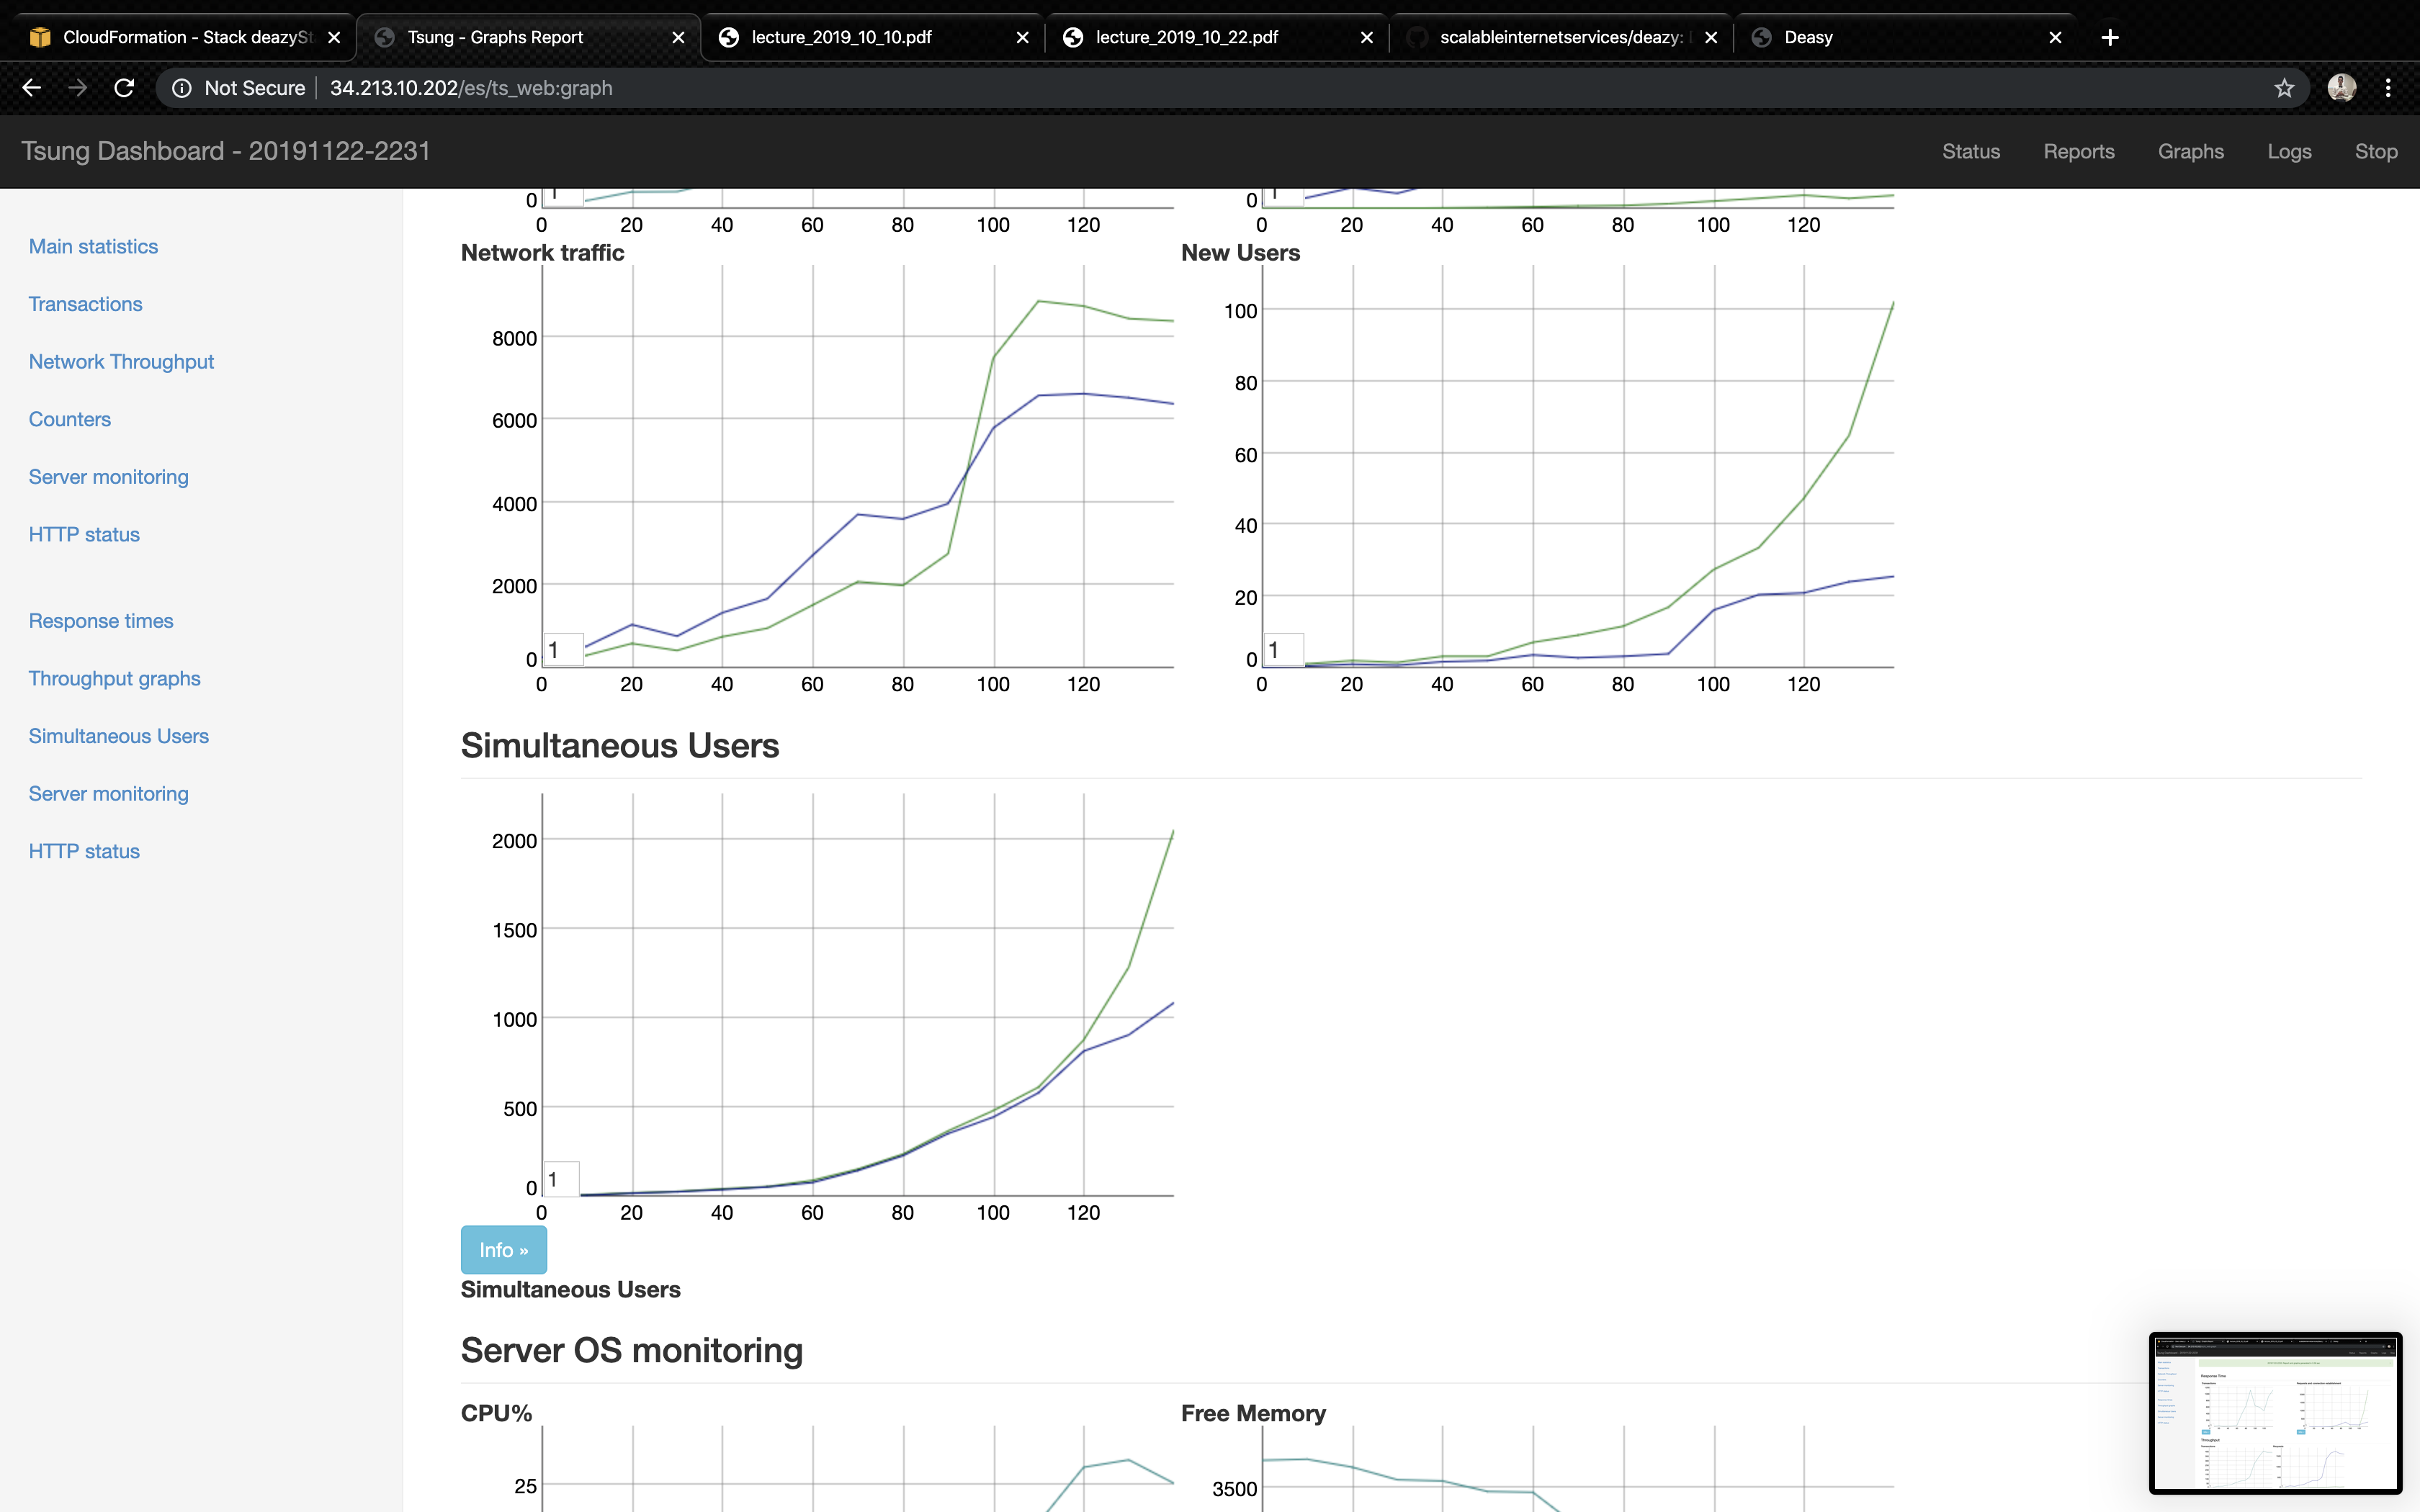 CloudFormation - Stack deazySt
Tsung - Graphs Report
lecture_2019_10_10.pdf
lecture_2019_10_22.pdf
scalableinternetservices/deazy:
Deasy
Not Secure
34.213.10.202/es/ts_web:graph
Tsung Dashboard - 20191122-2231
Status
Reports
Graphs
Logs
Stop
Main statistics
Transactions
Network Throughput
Counters
Server monitoring
HTTP status
Response times
Throughput graphs
Simultaneous Users
Server monitoring
HTTP status
0
0 20 40 60 80 100 120
0
0 20 40 60 80 100 120
Network traffic
8000
6000
4000
2000
0
1
0 20 40 60 80 100 120
New Users
100
80
60
40
20
0
1
0 20 40 60 80 100 120
Simultaneous Users
2000
1500
1000
500
0
1
0 20 40 60 80 100 120
Info »
Simultaneous Users
Server OS monitoring
CPU%
25
Free Memory
3500